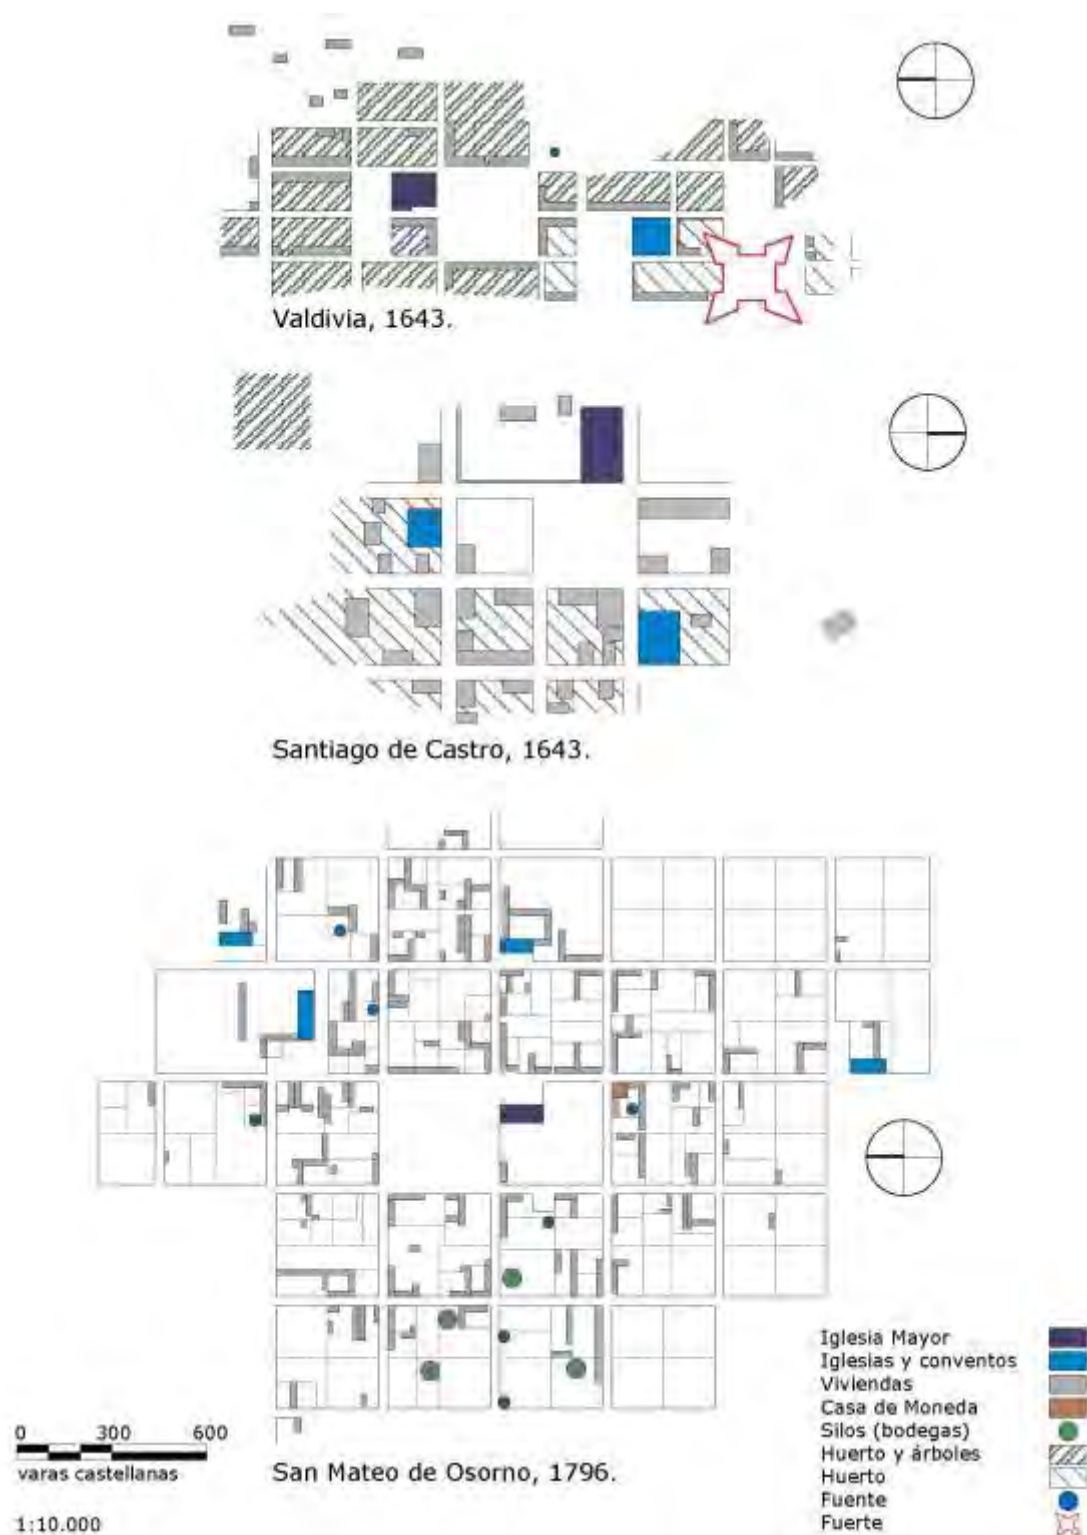 Valdivia, 1643.
Santiago de Castro, 1643.
Iglesia Mayor
Iglesias y conventos
Viviendas
Casa de Moneda
Silos (bodegas)
Huerto y árboles
Huerto
Fuente
Fuerte
0 300 600
varas castellanas
San Mateo de Osorno, 1796.
1:10.000